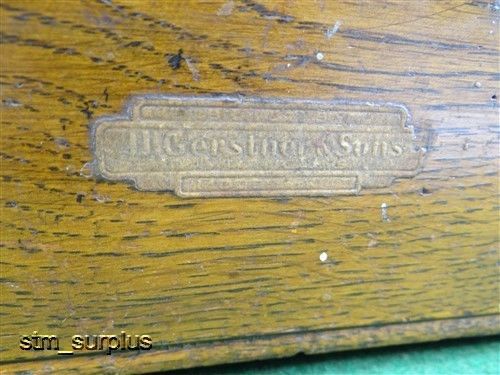 H. Gerstner & Sons
stm_surplus